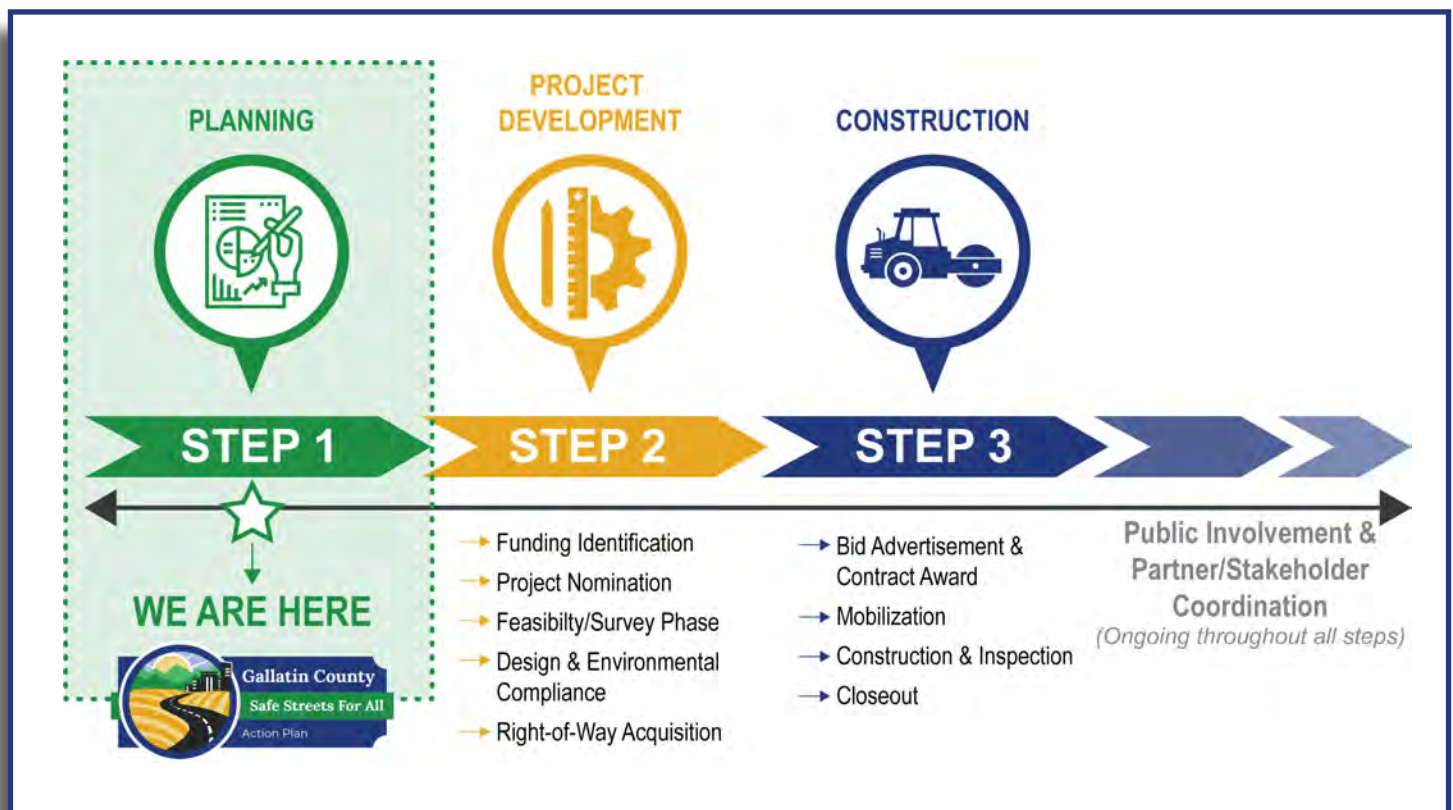 PLANNING
PROJECT
DEVELOPMENT
CONSTRUCTION
STEP 1
STEP 2
STEP 3
WE ARE HERE
Gallatin County
Safe Streets For All
Action Plan
Funding Identification
Project Nomination
Feasibilty/Survey Phase
Design & Environmental
Compliance
Right-of-Way Acquisition
Bid Advertisement &
Contract Award
Mobilization
Construction & Inspection
Closeout
Public Involvement &
Partner/Stakeholder
Coordination
(Ongoing throughout all steps)